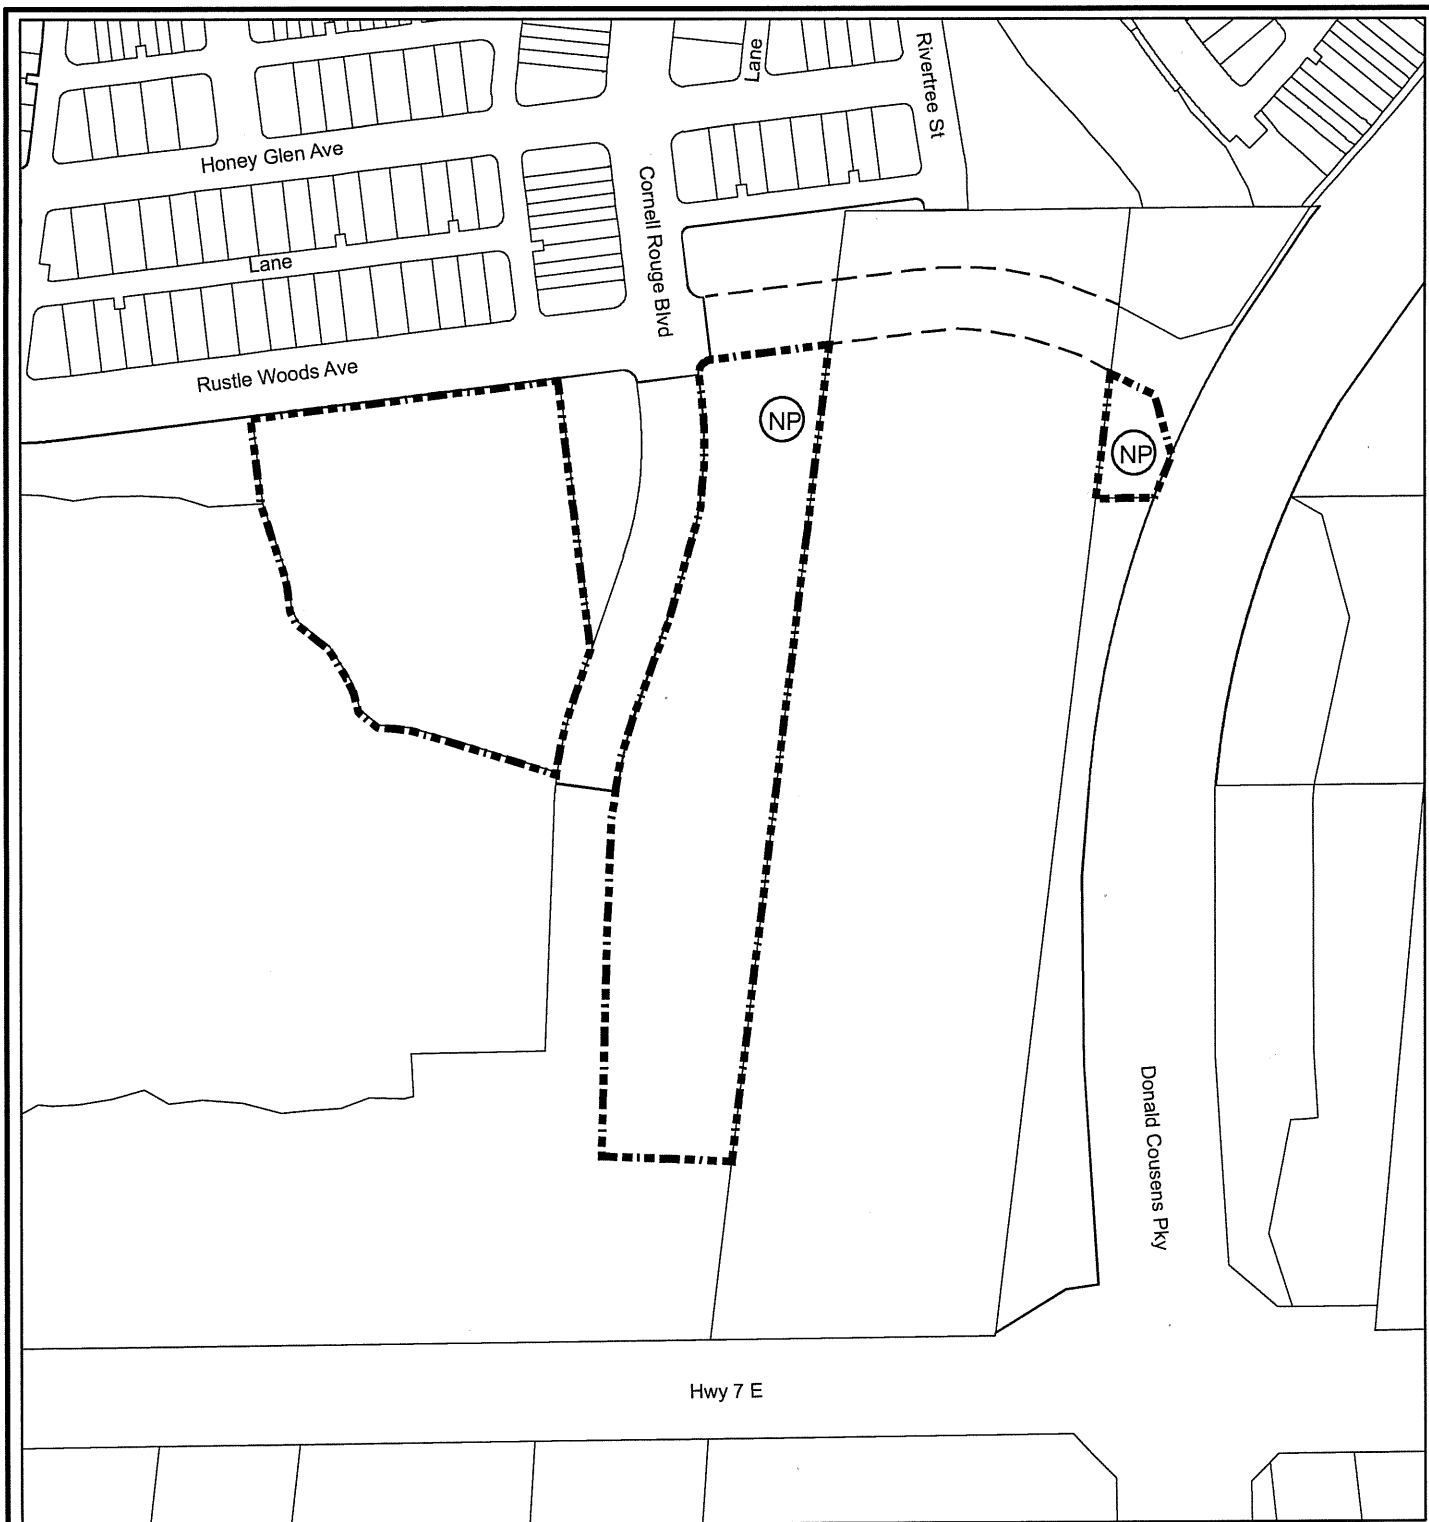 Lane
Rivertree St
Honey Glen Ave
Cornell Rouge Blvd
Lane
Rustle Woods Ave
NP
NP
Donald Cousens Pky
Hwy 7 E